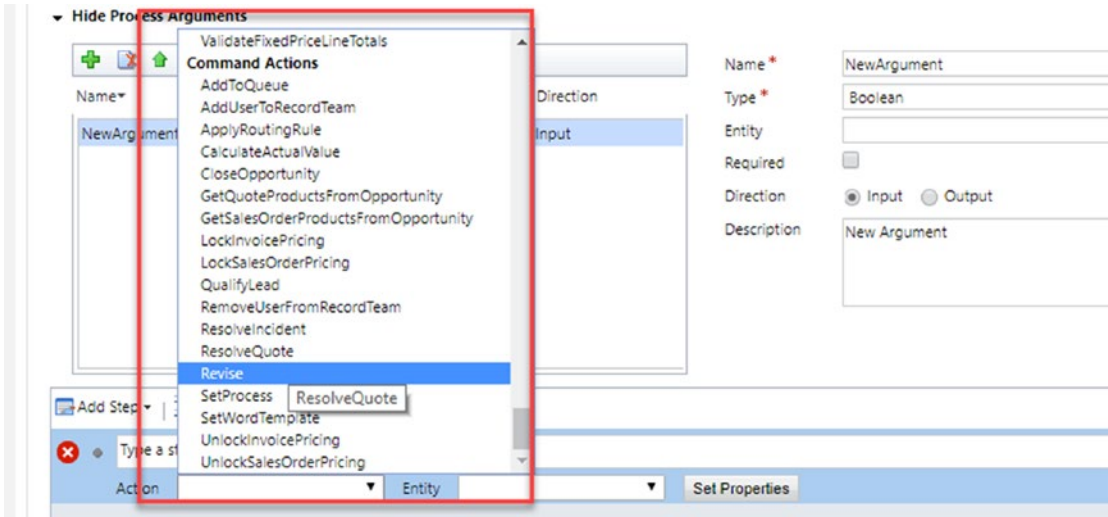 Hide Process Arguments
ValidateFixedPriceLineTotals
Command Actions
AddToQueue
AddUserToRecordTeam
ApplyRoutingRule
CalculateActualValue
CloseOpportunity
GetQuoteProductsFromOpportunity
GetSalesOrderProductsFromOpportunity
LockInvoicePricing
LockSalesOrderPricing
QualifyLead
RemoveUserFromRecordTeam
ResolveIncident
ResolveQuote
Revise
SetProcess
ResolveQuote
SetWordTemplate
UnlockInvoicePricing
UnlockSalesOrderPricing
Name
Direction
NewArgument
Input
Name * NewArgument
Type * Boolean
Entity
Required
Direction Input Output
Description New Argument
Add Step
Type a st
Action Entity Set Properties